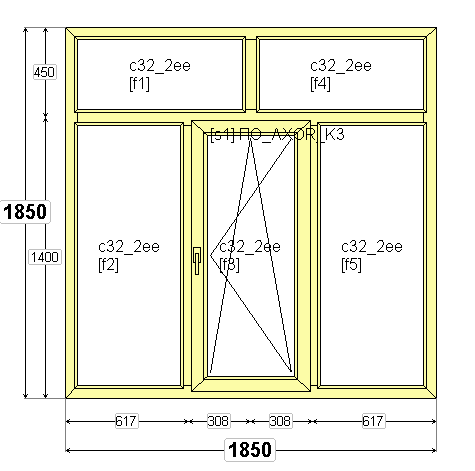 c32_2ee
[f1]
c32_2ee
[f4]
450
[s1] ПО_AXOR_K3
1850
c32_2ee
[f2]
c32_2ee
[f3]
c32_2ee
[f5]
1400
617
308
308
617
1850